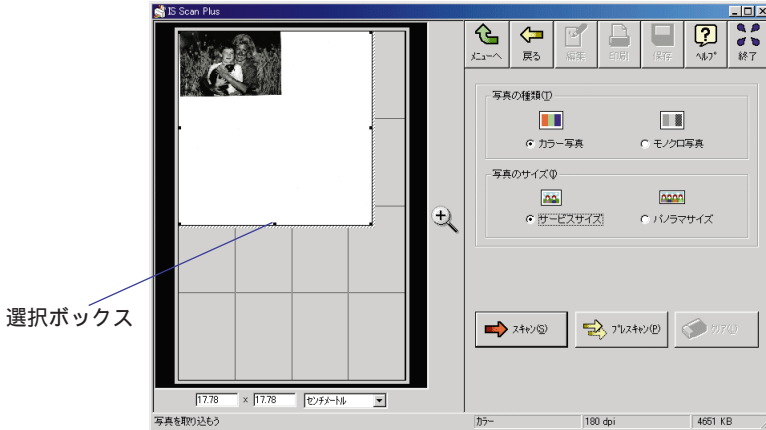 IS Scan Plus
メニューへ 戻る 編集 印刷 保存 ヘルプ 終了
写真の種類(T)
カラー写真 モノクロ写真
写真のサイズ(I)
サービスサイズ パノラマサイズ
選択ボックス
スキャン(S) プレスキャン(P) クリア(L)
17.78 × 17.78 センチメートル
写真を取り込もう カラー 180 dpi 4651 KB